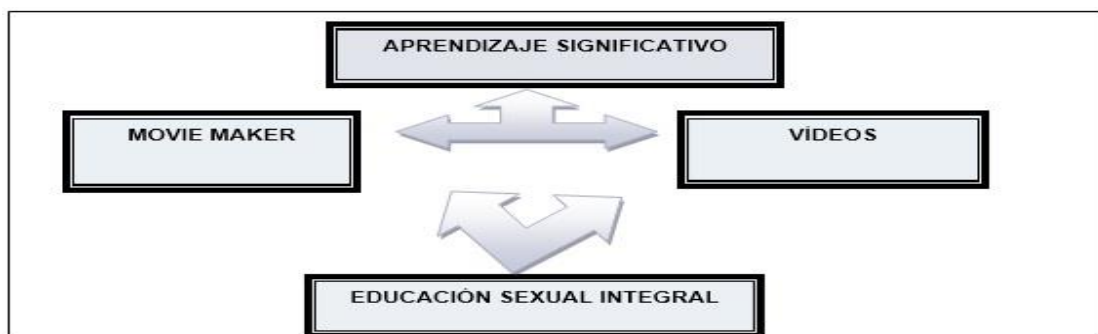 APRENDIZAJE SIGNIFICATIVO
MOVIE MAKER
VÍDEOS
EDUCACIÓN SEXUAL INTEGRAL